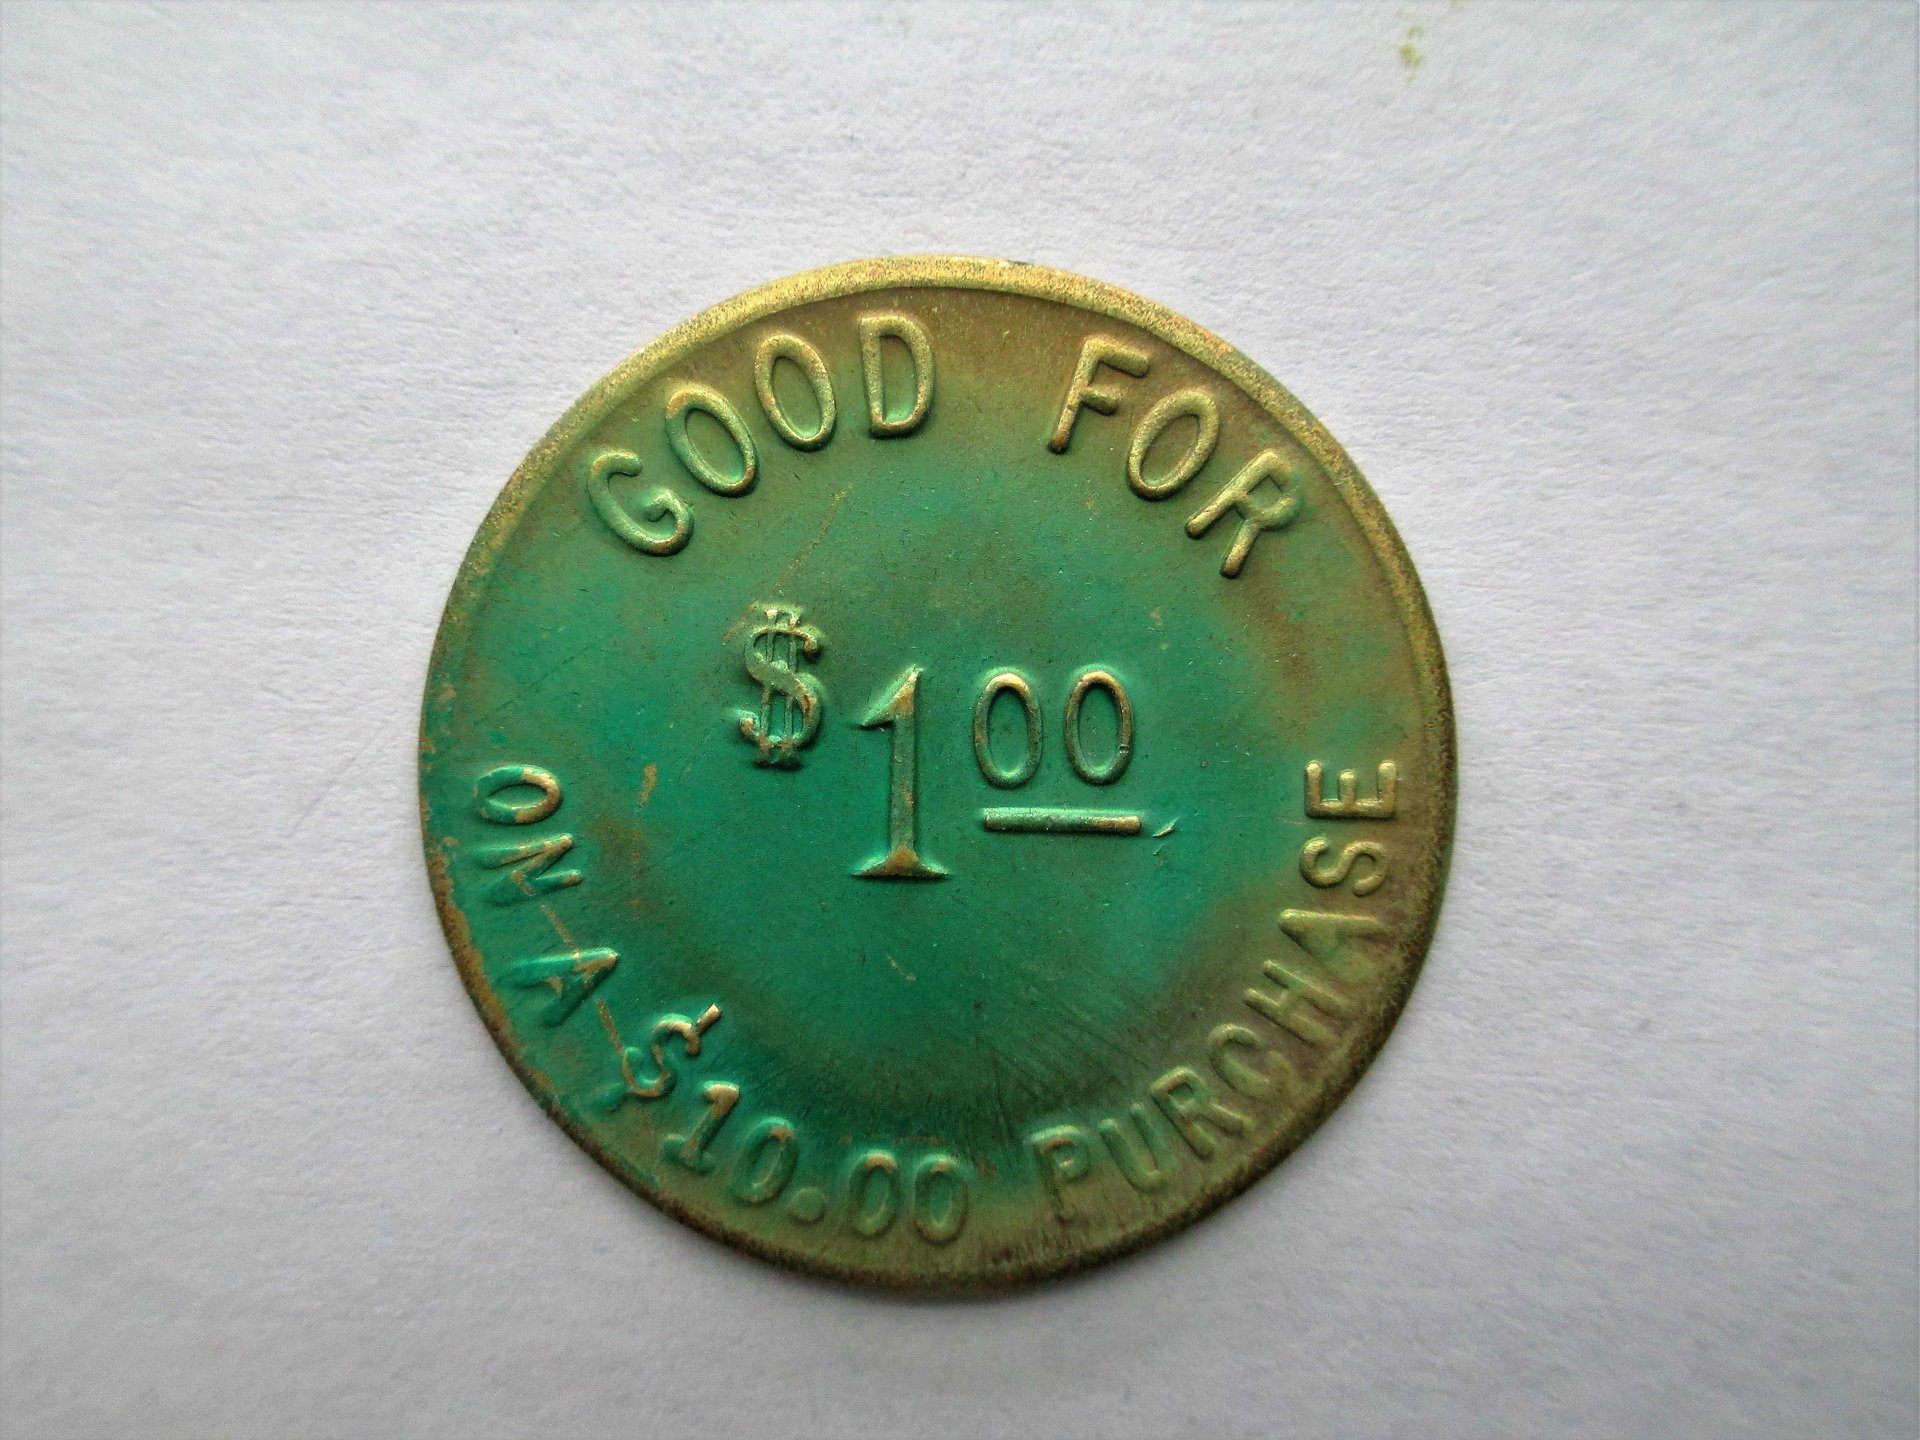 GOOD FOR
$1.00
ON A $10.00 PURCHASE